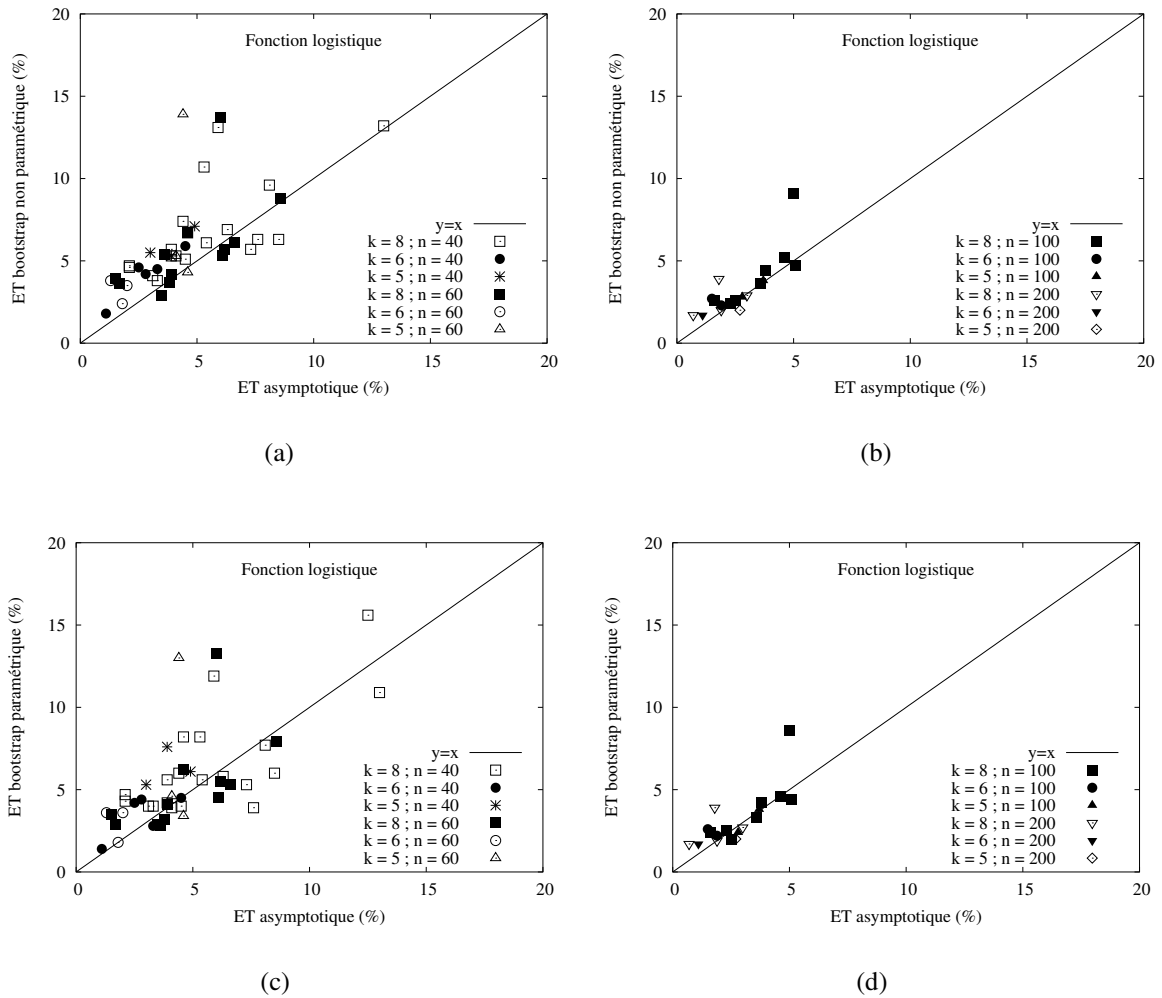 20
15
10
5
0
0 5 10 15 20
ET bootstrap non paramétrique (%)
ET asymptotique (%)
Fonction logistique
y=x
k = 8 ; n = 40
k = 6 ; n = 40
k = 5 ; n = 40
k = 8 ; n = 60
k = 6 ; n = 60
k = 5 ; n = 60
(a)
20
15
10
5
0
0 5 10 15 20
ET bootstrap non paramétrique (%)
ET asymptotique (%)
Fonction logistique
y=x
k = 8 ; n = 100
k = 6 ; n = 100
k = 5 ; n = 100
k = 8 ; n = 200
k = 6 ; n = 200
k = 5 ; n = 200
(b)
20
15
10
5
0
0 5 10 15 20
ET bootstrap paramétrique (%)
ET asymptotique (%)
Fonction logistique
y=x
k = 8 ; n = 40
k = 6 ; n = 40
k = 5 ; n = 40
k = 8 ; n = 60
k = 6 ; n = 60
k = 5 ; n = 60
(c)
20
15
10
5
0
0 5 10 15 20
ET bootstrap paramétrique (%)
ET asymptotique (%)
Fonction logistique
y=x
k = 8 ; n = 100
k = 6 ; n = 100
k = 5 ; n = 100
k = 8 ; n = 200
k = 6 ; n = 200
k = 5 ; n = 200
(d)